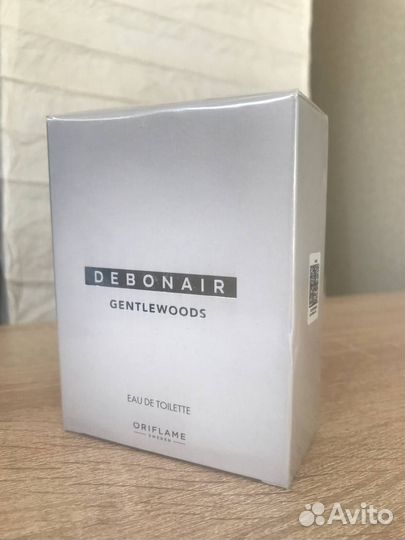 DEBONAIR
GENTLEWOODS
EAU DE TOILETTE
ORIFLAME
SWEDEN
Avito